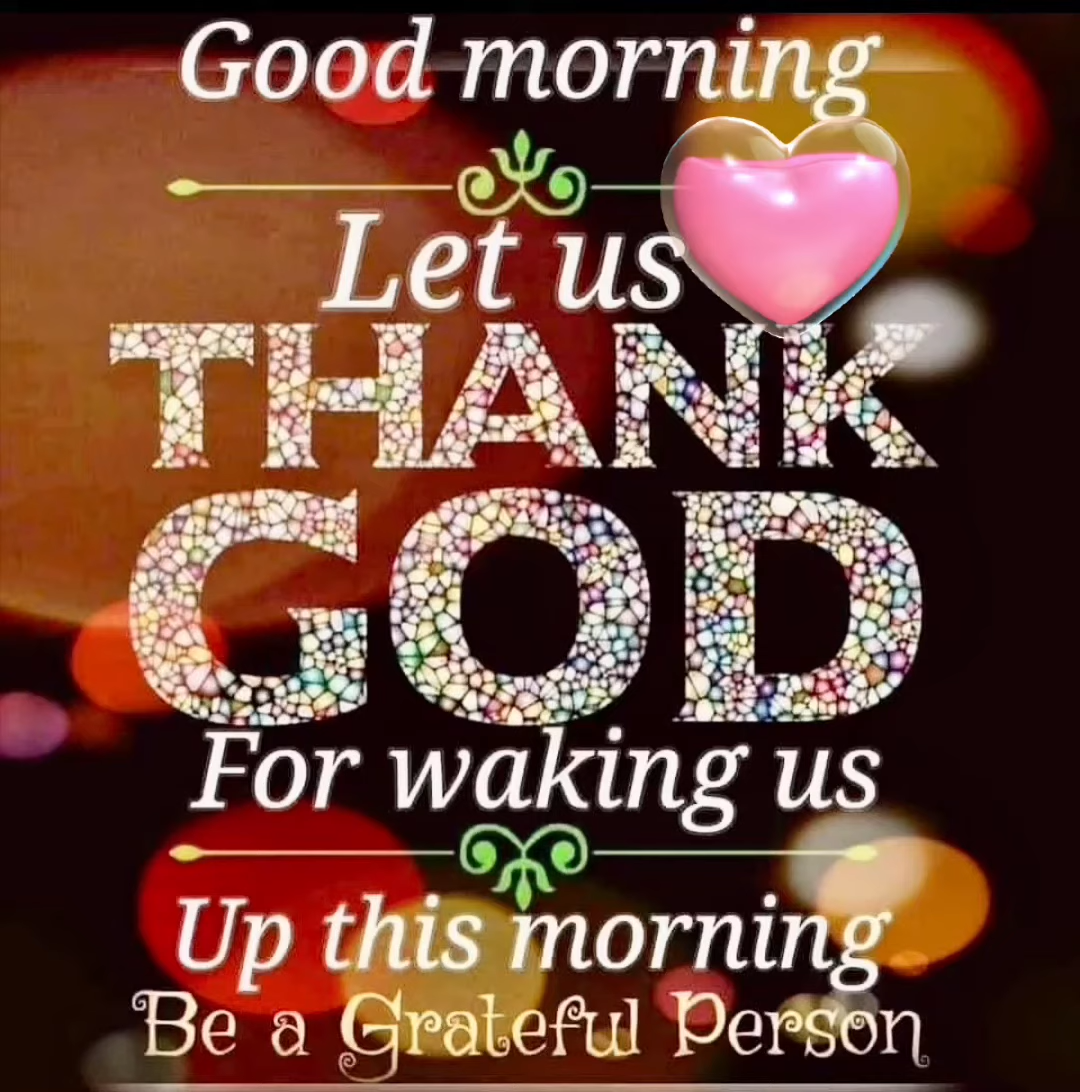 Good morning
Let us
THANK
GOD
For waking us
Up this morning
Be a Grateful Person